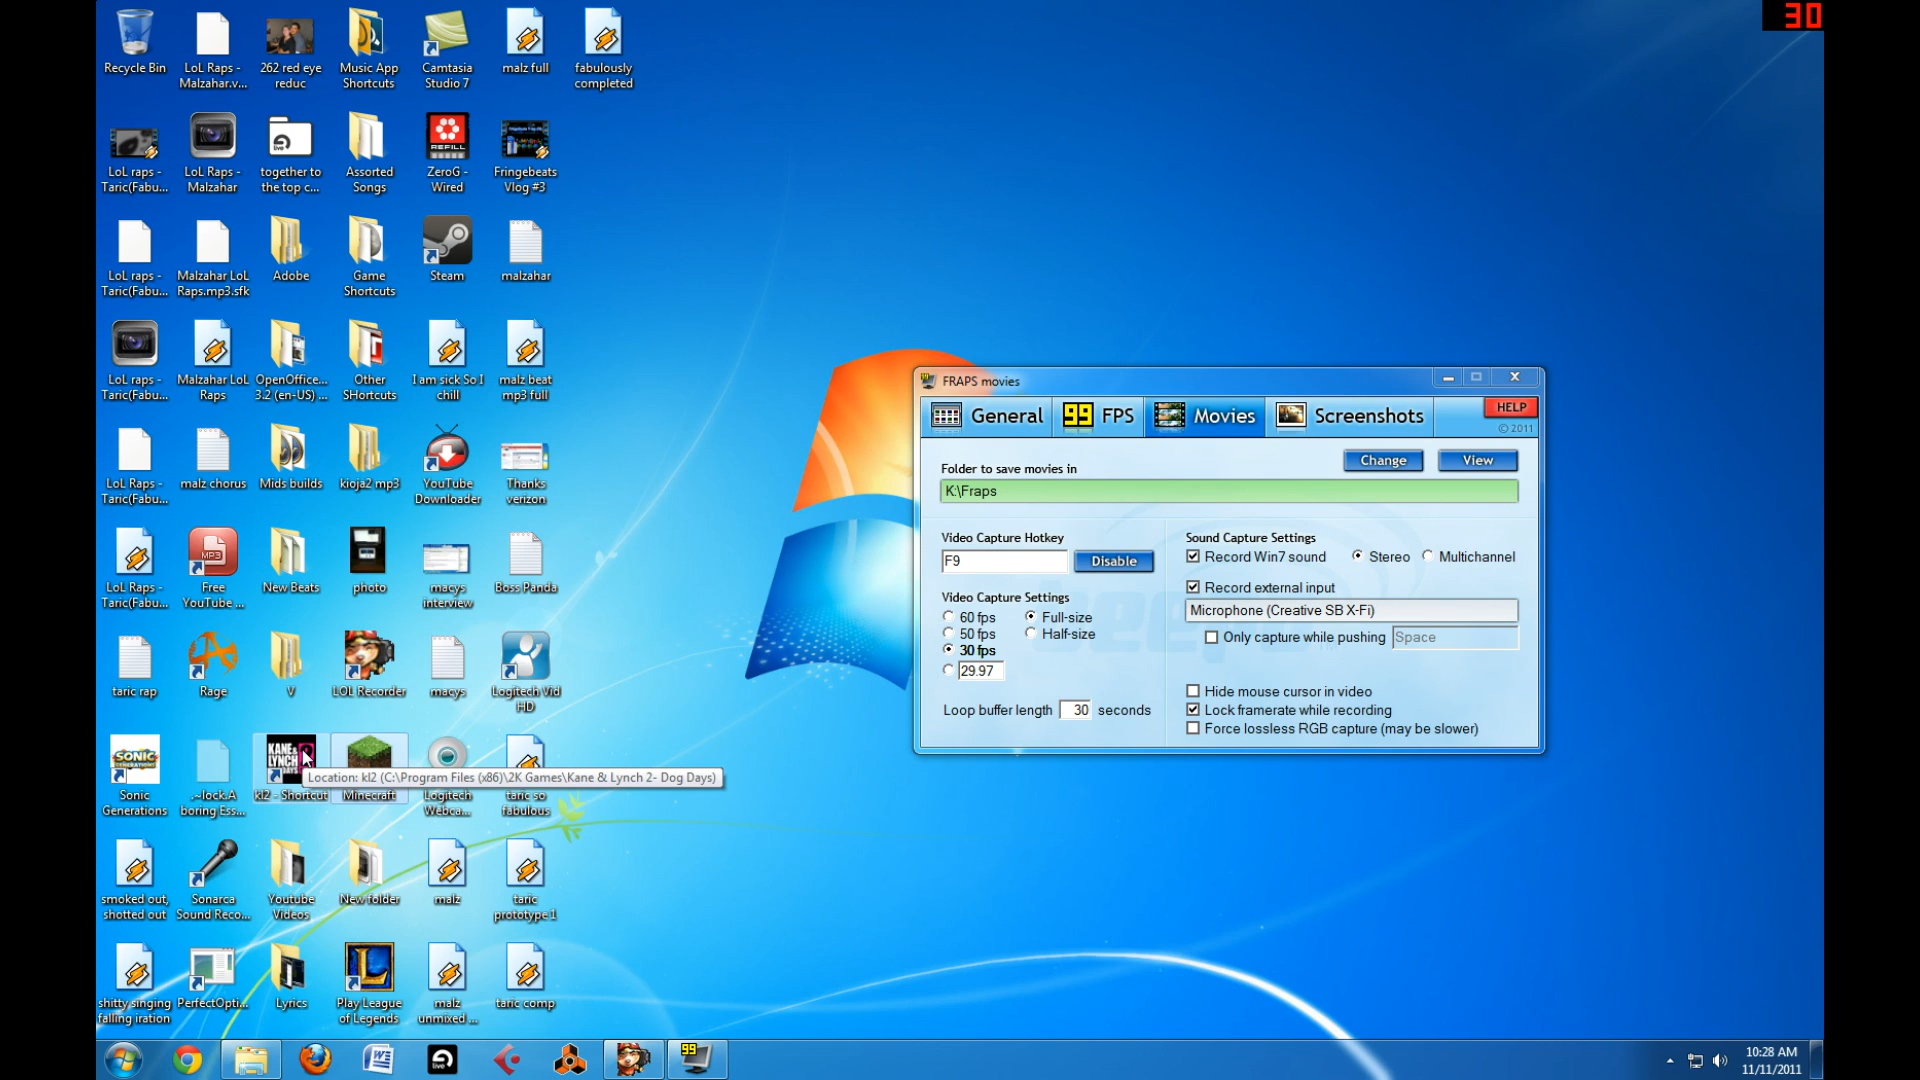 30
Recycle Bin
LoL Raps -
Malzahar.v...
262 red eye
reduc
Music App
Shortcuts
Camtasia
Studio 7
malz full
fabulously
completed
LoL raps -
Taric(Fabu...
LoL Raps -
Malzahar
live
together to
the top c...
Assorted
Songs
REFILL
ZeroG -
Wired
Fringebeats
Vlog #3
LoL raps -
Taric(Fabu...
Malzahar LoL
Raps.mp3.sfk
Adobe
Game
Shortcuts
Steam
malzahar
LoL raps -
Taric(Fabu...
Malzahar LoL
Raps
OpenOffice...
3.2 (en-US) ...
Other
SHortcuts
I am sick So I
chill
malz beat
mp3 full
LoL Raps -
Taric(Fabu...
malz chorus
Mids builds
kioja2 mp3
YouTube
Downloader
Thanks
verizon
LoL Raps -
Taric(Fabu...
MP3
Free
YouTube ...
New Beats
photo
macys
interview
Boss Panda
taric rap
Rage
V
LOL Recorder
macys
Logitech Vid
HD
SONIC
Sonic
Generations
.~lock.A
boring Ess...
KANE &
LYNCH
DAYS
kl2 - Shortcut
Minecraft
Logitech
Webca...
taric so
fabulous
Location: kl2 (C:\Program Files (x86)\2K Games\Kane & Lynch 2- Dog Days)
smoked out,
shotted out
Sonarca
Sound Reco...
Youtube
Videos
New folder
malz
taric
prototype 1
shitty singing
falling iration
PerfectOpti...
Lyrics
Play League
of Legends
malz
unmixed ...
taric comp
FRAPS movies
General
99 FPS
Movies
Screenshots
HELP
© 2011
Folder to save movies in
Change
View
K:\Fraps
Video Capture Hotkey
F9
Disable
Video Capture Settings
60 fps
50 fps
30 fps
29.97
Full-size
Half-size
Loop buffer length 30 seconds
Sound Capture Settings
Record Win7 sound
Stereo
Multichannel
Record external input
Microphone (Creative SB X-Fi)
Only capture while pushing
Space
Hide mouse cursor in video
Lock framerate while recording
Force lossless RGB capture (may be slower)
live
99
10:28 AM
11/11/2011